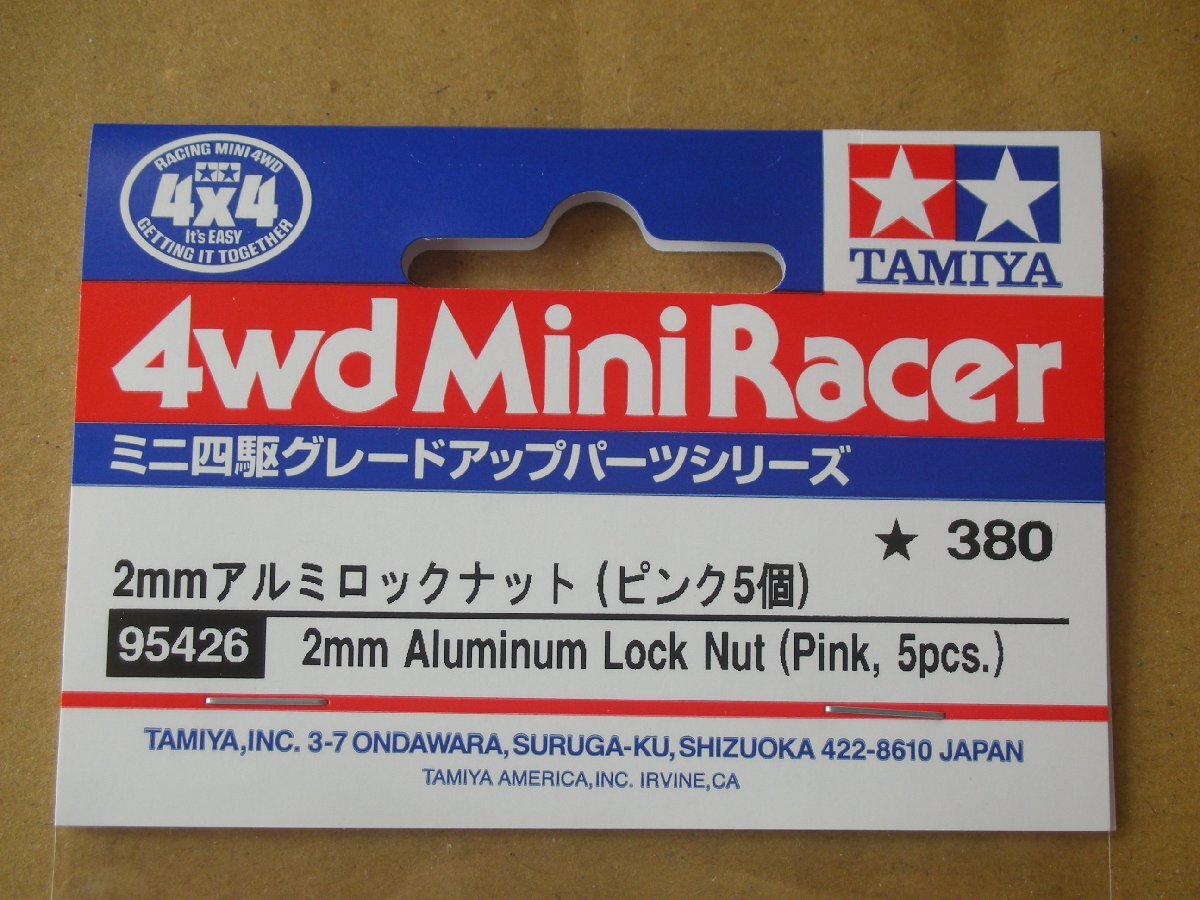 RACING MINI 4WD
4x4
It's EASY
GETTING IT TOGETHER
TAMIYA
4wd Mini Racer
ミニ四駆グレードアップパーツシリーズ
★ 380
2mmアルミロックナット (ピンク5個)
95426 2mm Aluminum Lock Nut (Pink, 5pcs.)
TAMIYA,INC. 3-7 ONDAWARA, SURUGA-KU, SHIZUOKA 422-8610 JAPAN
TAMIYA AMERICA,INC. IRVINE,CA